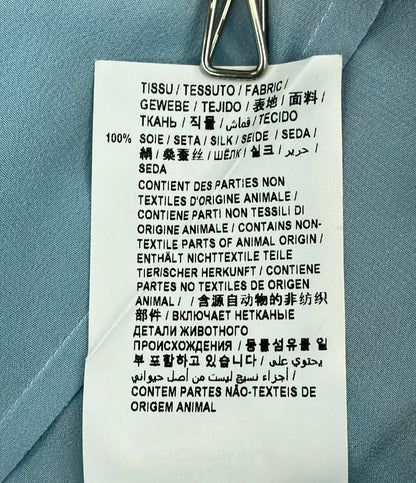 TISSU / TESSUTO / FABRIC /
GEWEBE / TEJIDO / 表地 / 面料 /
ТКАНЬ / 직물 / قماش / TECIDO
100% SOIE / SETA / SILK / SEIDE / SEDA /
絹 / 桑蚕丝 / ШЁЛК / 실크 / حرير /
SEDA
CONTIENT DES PARTIES NON
TEXTILES D'ORIGINE ANIMALE /
CONTIENE PARTI NON TESSILI DI
ORIGINE ANIMALE / CONTAINS NON-
TEXTILE PARTS OF ANIMAL ORIGIN /
ENTHÄLT NICHTTEXTILE TEILE
TIERISCHER HERKUNFT / CONTIENE
PARTES NO TEXTILES DE ORIGEN
ANIMAL / / 含源自动物的非纺织
部件 / ВКЛЮЧАЕТ НЕТКАНЫЕ
ДЕТАЛИ ЖИВОТНОГО
ПРОИСХОЖДЕНИЯ / 동물섬유를 일
부 포함하고 있습니다 / يحتوي على
أجزاء نسيج ليست من أصل حيواني /
CONTEM PARTES NÃO-TEXTEIS DE
ORIGEM ANIMAL